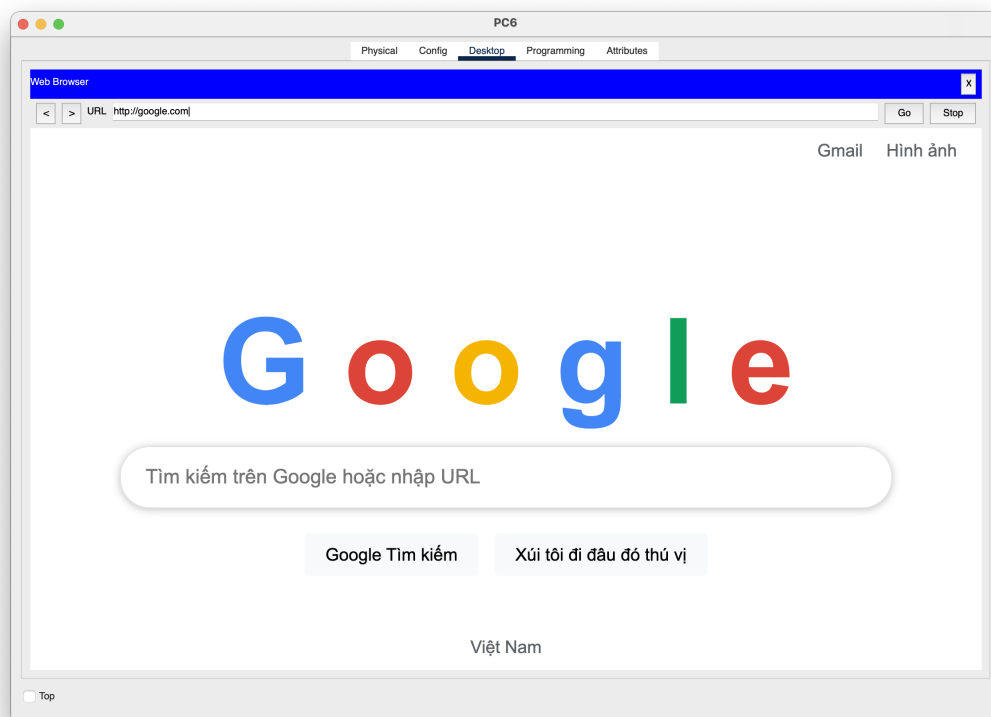 PC6
Physical Config Desktop Programming Attributes
Web Browser X
< > URL http://google.com Go Stop
Gmail Hình ảnh
Google
Tìm kiếm trên Google hoặc nhập URL
Google Tìm kiếm Xúi tôi đi đâu đó thú vị
Việt Nam
Top